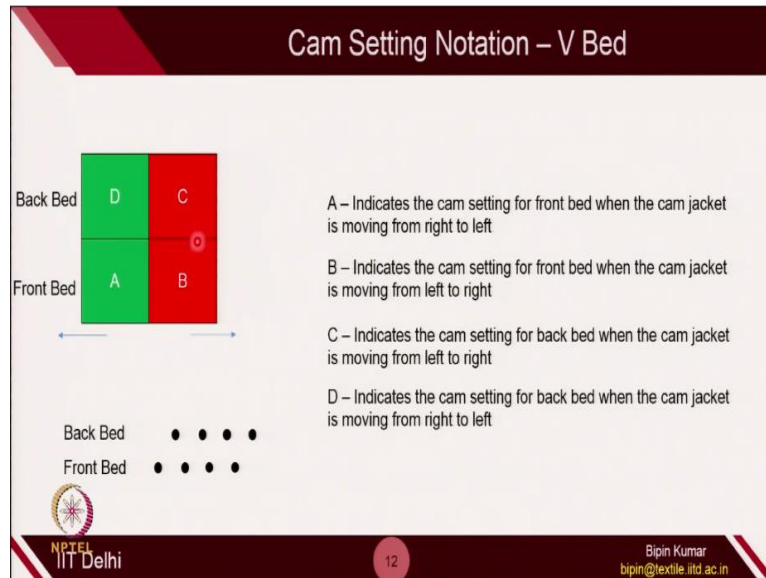 Cam Setting Notation – V Bed
Back Bed
D
C
Front Bed
A
B
A – Indicates the cam setting for front bed when the cam jacket
is moving from right to left
B – Indicates the cam setting for front bed when the cam jacket
is moving from left to right
C – Indicates the cam setting for back bed when the cam jacket
is moving from left to right
D – Indicates the cam setting for back bed when the cam jacket
is moving from right to left
Back Bed
Front Bed
NPTEL
IIT Delhi
12
Bipin Kumar
bipin@textile.iitd.ac.in